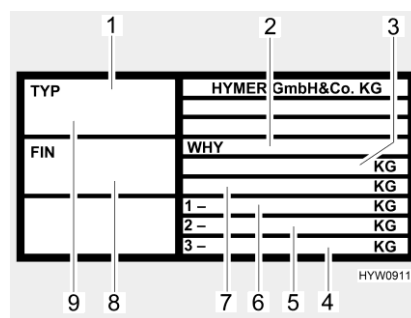 1 2 3
TYP
HYMER GmbH&Co. KG
FIN
WHY
KG
KG
1 – KG
2 – KG
3 – KG
HYW0911
9 8 7 6 5 4